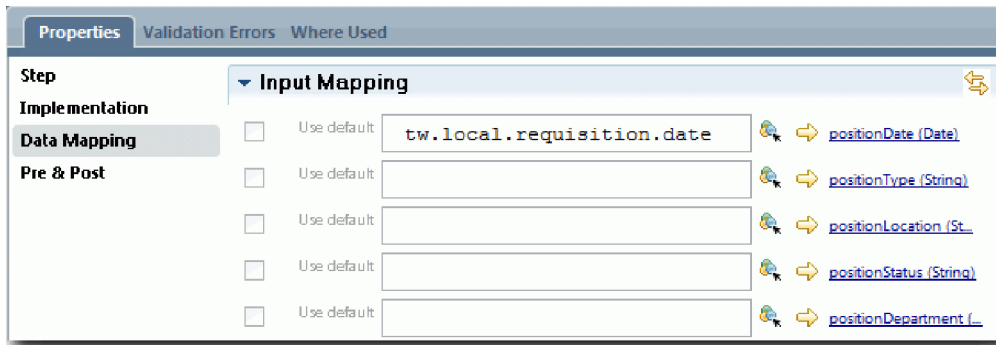 Properties Validation Errors Where Used
Step
Implementation
Data Mapping
Pre & Post
Input Mapping
Use default tw.local.requisition.date positionDate (Date)
Use default positionType (String)
Use default positionLocation (St...
Use default positionStatus (String)
Use default positionDepartment (...